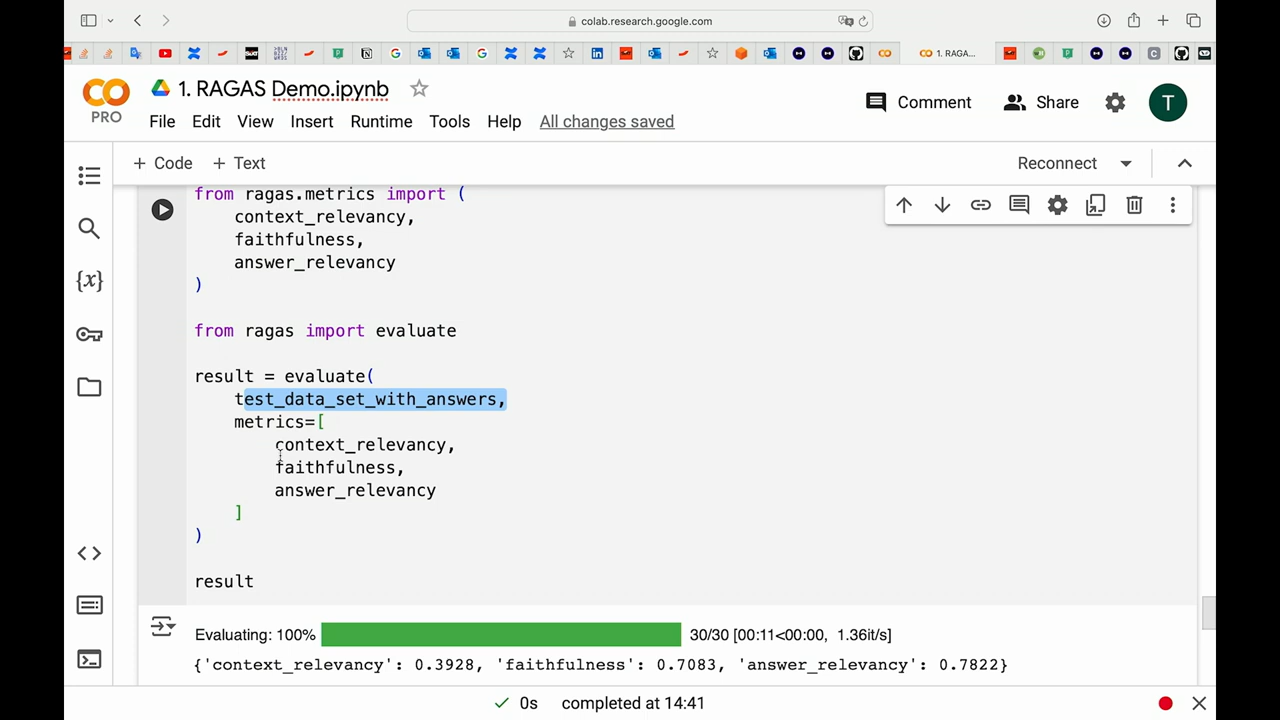 colab.research.google.com
1. RAGA...
CO
PRO
1. RAGAS Demo.ipynb
Comment
Share
T
File Edit View Insert Runtime Tools Help All changes saved
+ Code + Text
Reconnect
from ragas.metrics import (
context_relevancy,
faithfulness,
answer_relevancy
)
from ragas import evaluate
result = evaluate(
test_data_set_with_answers,
metrics=[
context_relevancy,
faithfulness,
answer_relevancy
]
)
result
{x}
Evaluating: 100% 30/30 [00:11<00:00, 1.36it/s]
{'context_relevancy': 0.3928, 'faithfulness': 0.7083, 'answer_relevancy': 0.7822}
0s completed at 14:41